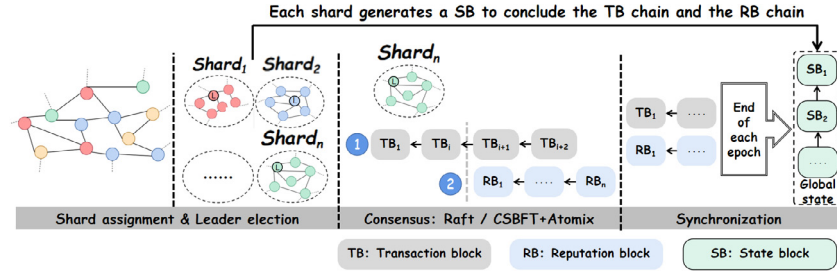 Each shard generates a SB to conclude the TB chain and the RB chain
Shard1
Shard2
L
L
Shardn
......
L
Shard assignment & Leader election
Shardn
L
1
TB1
TBi
TBi+1
TBi+2
2
RB1
....
RBn
Consensus: Raft / CSBFT+Atomix
TB1
....
RB1
....
End
of
each
epoch
SB1
SB2
....
Global
state
Synchronization
TB: Transaction block
RB: Reputation block
SB: State block